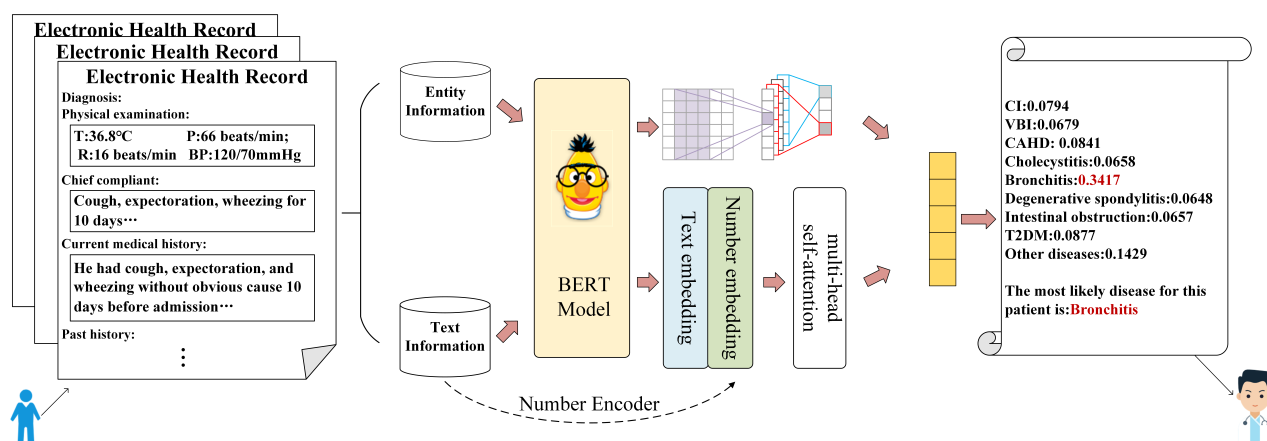 Electronic Health Record
Electronic Health Record
Electronic Health Record
Diagnosis:
Physical examination:
T:36.8℃ P:66 beats/min;
R:16 beats/min BP:120/70mmHg
Chief compliant:
Cough, expectoration, wheezing for
10 days···
Current medical history:
He had cough, expectoration, and
wheezing without obvious cause 10
days before admission···
Past history:
Entity
Information
Text
Information
BERT
Model
Text embedding
Number embedding
multi-head
self-attention
Number Encoder
CI:0.0794
VBI:0.0679
CAHD: 0.0841
Cholecystitis:0.0658
Bronchitis:0.3417
Degenerative spondylitis:0.0648
Intestinal obstruction:0.0657
T2DM:0.0877
Other diseases:0.1429
The most likely disease for this
patient is:Bronchitis